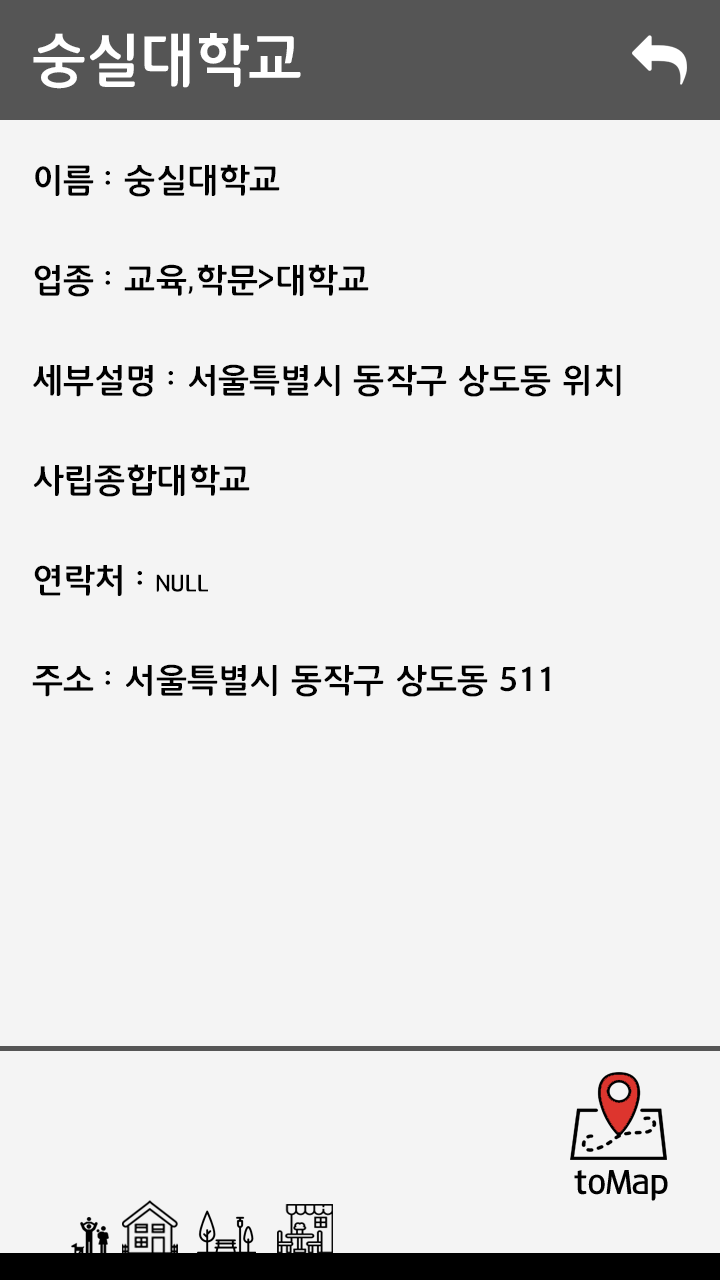 숭실대학교
이름 : 숭실대학교
업종 : 교육,학문>대학교
세부설명 : 서울특별시 동작구 상도동 위치
사립종합대학교
연락처 : NULL
주소 : 서울특별시 동작구 상도동 511
toMap